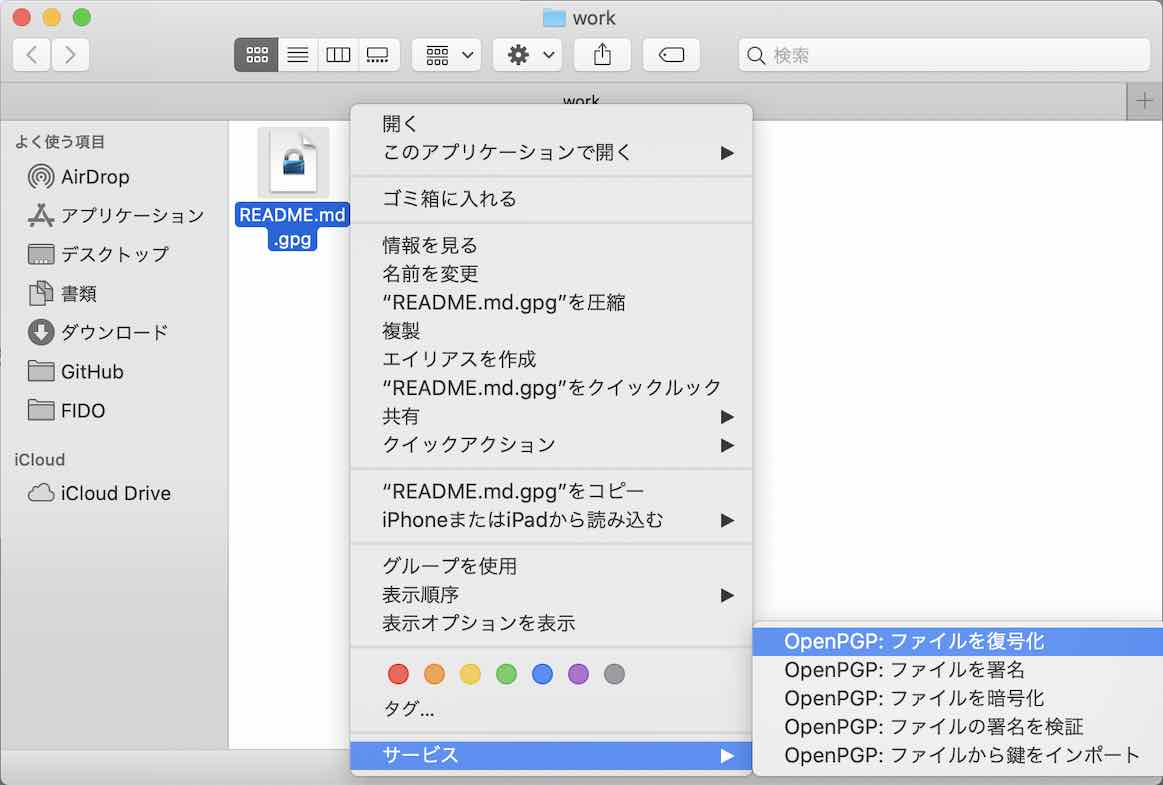 work
検索
work
よく使う項目
AirDrop
アプリケーション
デスクトップ
書類
ダウンロード
GitHub
FIDO
iCloud
iCloud Drive
README.md
.gpg
開く
このアプリケーションで開く
ゴミ箱に入れる
情報を見る
名前を変更
“README.md.gpg”を圧縮
複製
エイリアスを作成
“README.md.gpg”をクイックルック
共有
クイックアクション
“README.md.gpg”をコピー
iPhoneまたはiPadから読み込む
グループを使用
表示順序
表示オプションを表示
タグ...
サービス
OpenPGP: ファイルを復号化
OpenPGP: ファイルを署名
OpenPGP: ファイルを暗号化
OpenPGP: ファイルの署名を検証
OpenPGP: ファイルから鍵をインポート